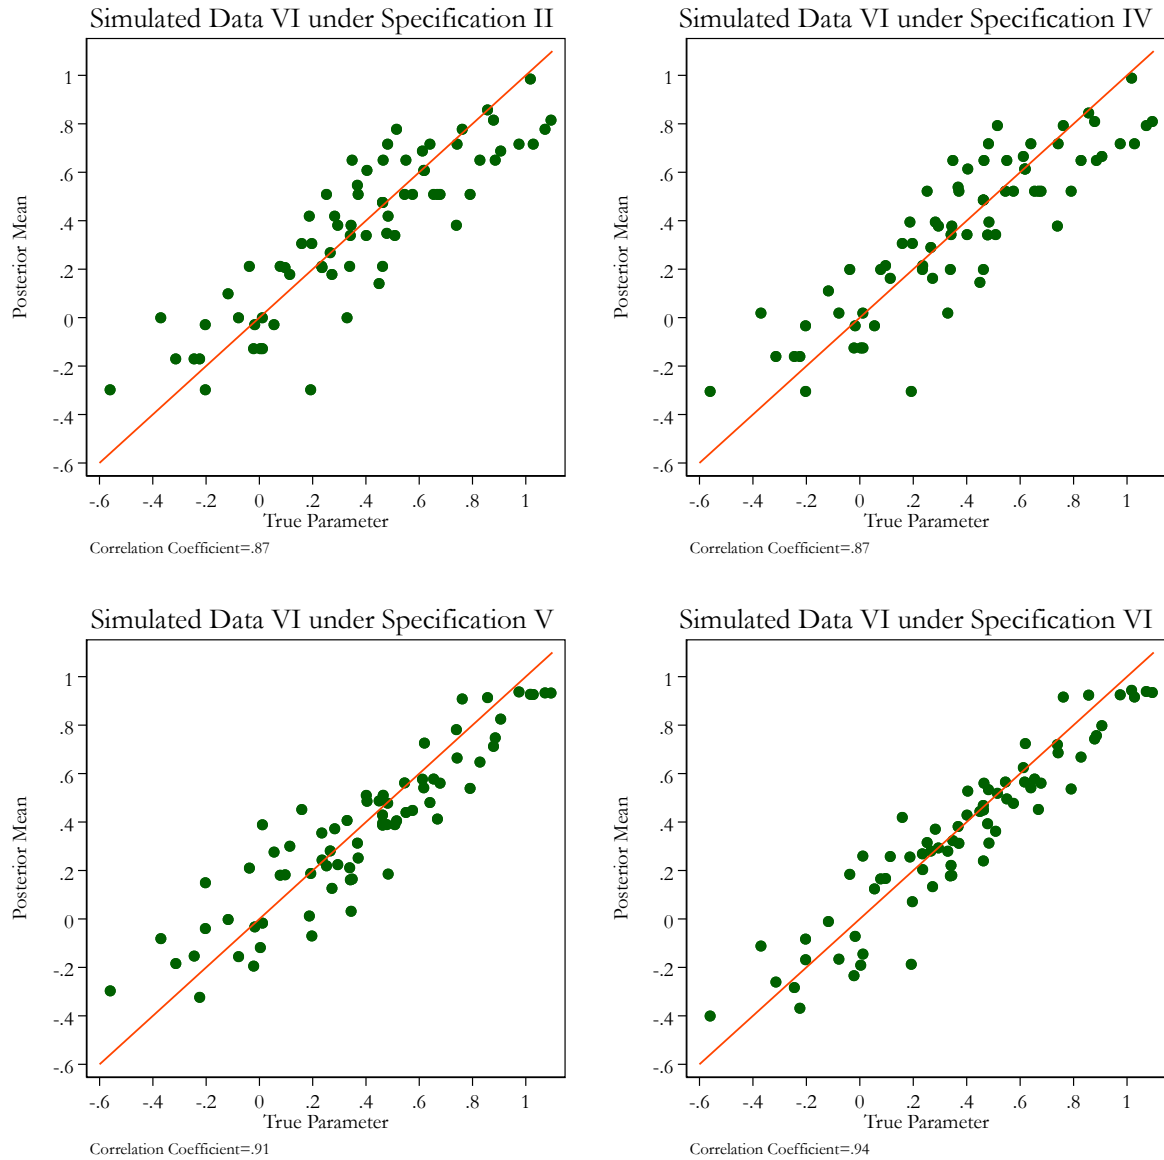 Simulated Data VI under Specification II
Posterior Mean
1
.8
.6
.4
.2
0
-.2
-.4
-.6
-.6 -.4 -.2 0 .2 .4 .6 .8 1
True Parameter
Correlation Coefficient=.87
Simulated Data VI under Specification IV
Posterior Mean
1
.8
.6
.4
.2
0
-.2
-.4
-.6
-.6 -.4 -.2 0 .2 .4 .6 .8 1
True Parameter
Correlation Coefficient=.87
Simulated Data VI under Specification V
Posterior Mean
1
.8
.6
.4
.2
0
-.2
-.4
-.6
-.6 -.4 -.2 0 .2 .4 .6 .8 1
True Parameter
Correlation Coefficient=.91
Simulated Data VI under Specification VI
Posterior Mean
1
.8
.6
.4
.2
0
-.2
-.4
-.6
-.6 -.4 -.2 0 .2 .4 .6 .8 1
True Parameter
Correlation Coefficient=.94